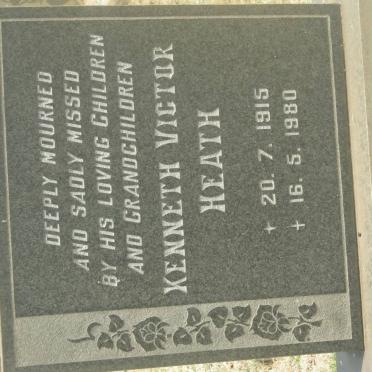 DEEPLY MOURNED
AND SADLY MISSED
BY HIS LOVING CHILDREN
AND GRANDCHILDREN
KENNETH VICTOR
HEATH
+ 20. 7. 1915
+ 16. 5. 1980